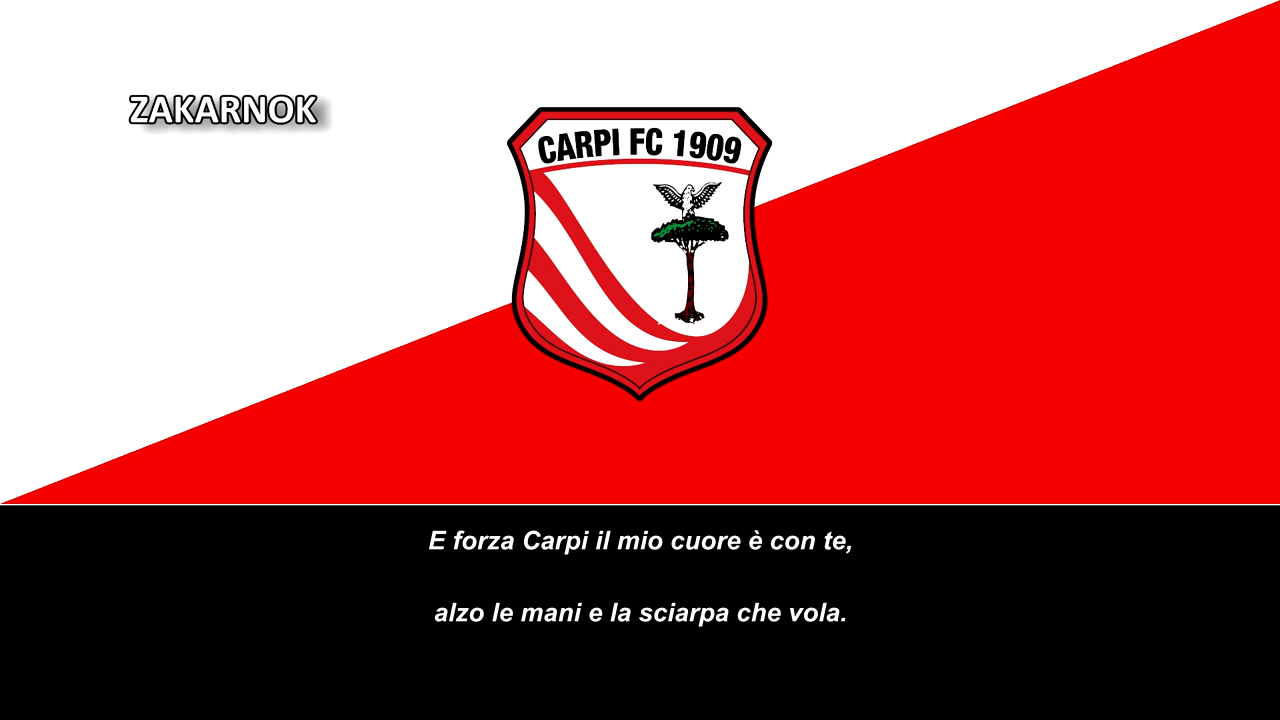 ZAKARNOK
CARPI FC 1909
E forza Carpi il mio cuore è con te,
alzo le mani e la sciarpa che vola.